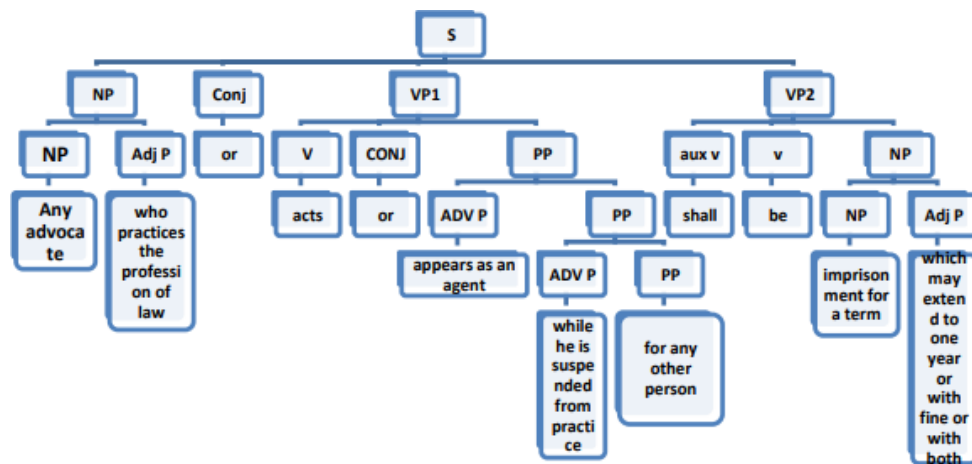 S
NP Conj VP1 VP2
NP Adj P or V CONJ PP aux v v NP
Any
advoca
te
who
practices
the
professi
on of
law
acts or ADV P PP shall be NP Adj P
appears as an
agent
ADV P PP
imprison
ment for
a term
which
may
exten
d to
one
year
or
with
fine or
with
both
while
he is
suspe
nded
from
practi
ce
for any
other
person